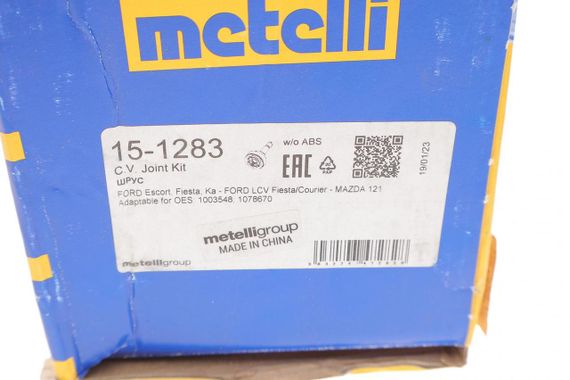 metelli
15-1283
w/o ABS
C.V. Joint Kit
ШРУС
EAC
PAP
19/01/23
FORD Escort, Fiesta, Ka - FORD LCV Fiesta/Courier - MAZDA 121
Adaptable for OES: 1003548, 1078670
metelligroup
MADE IN CHINA
metelligroup